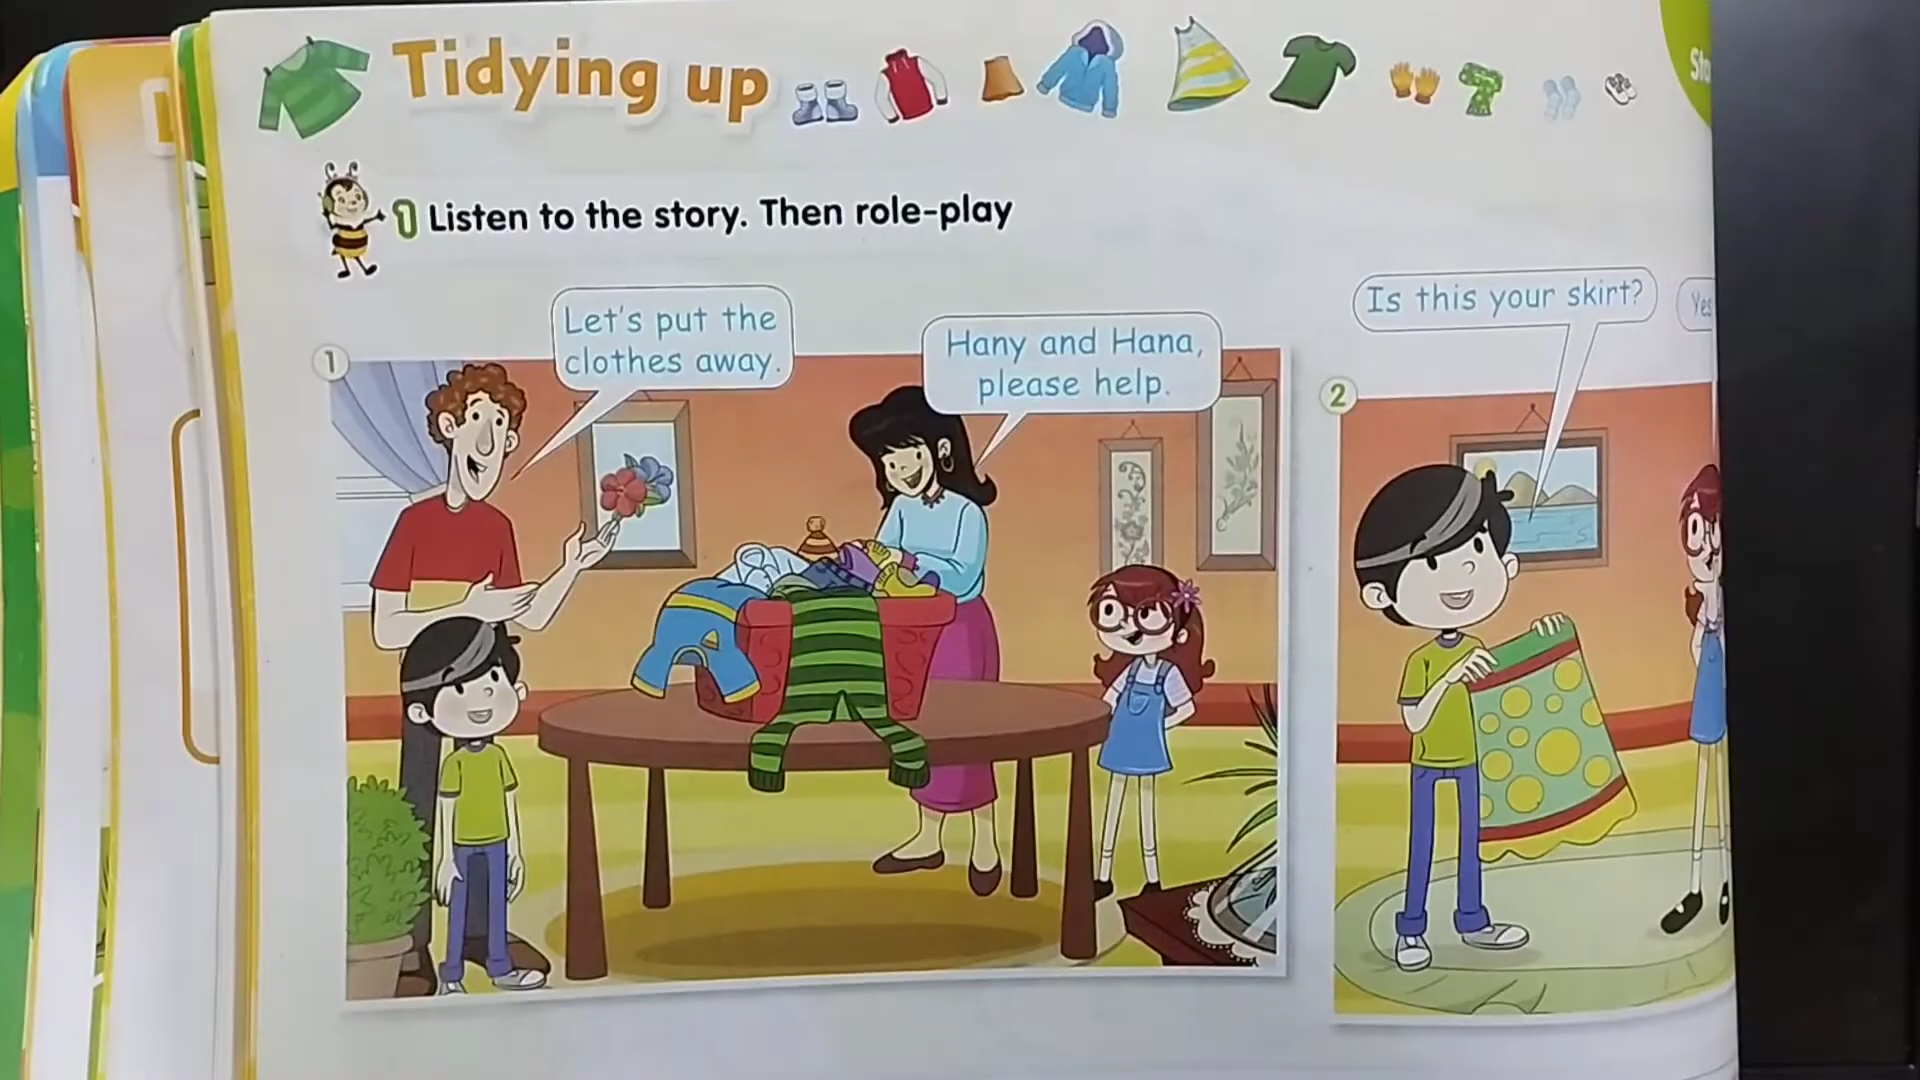 Tidying up
1 Listen to the story. Then role-play
1
Let's put the
clothes away.
Hany and Hana,
please help.
2
Is this your skirt?